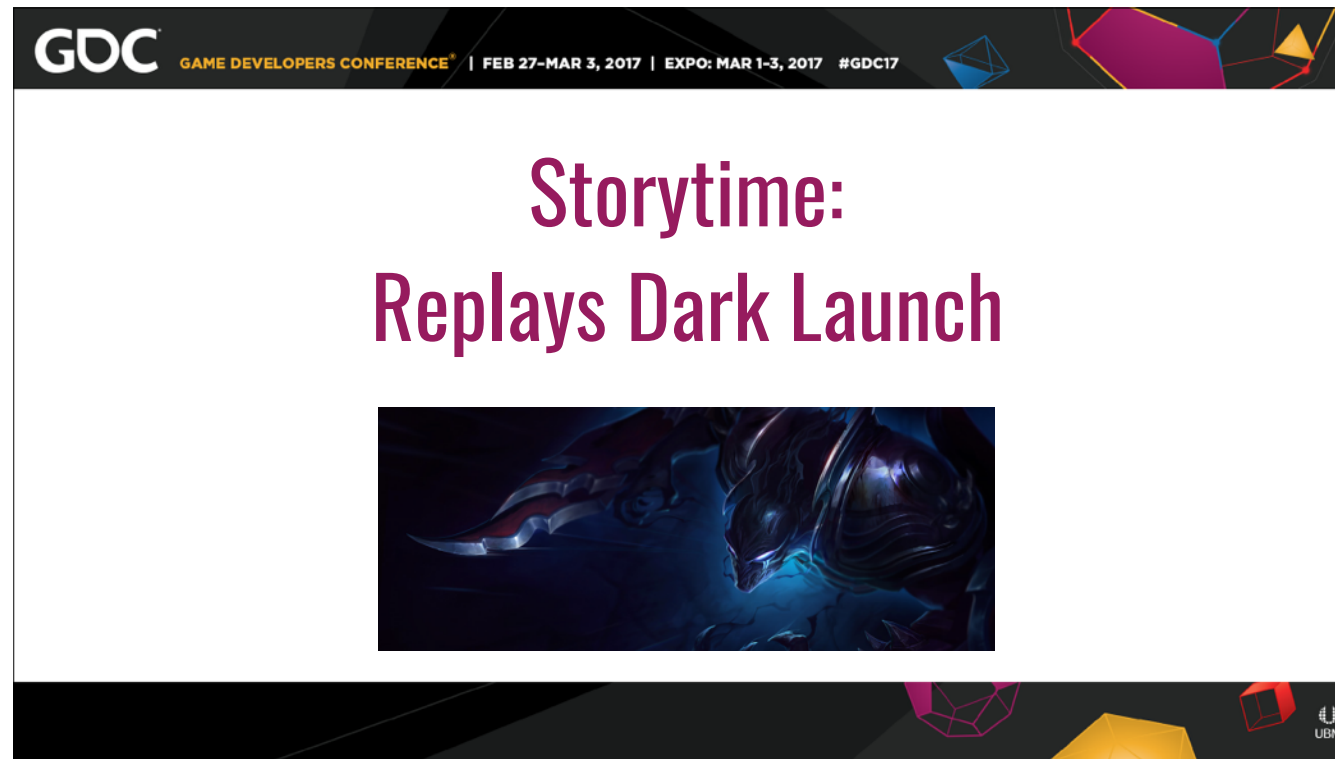 GDC GAME DEVELOPERS CONFERENCE® | FEB 27–MAR 3, 2017 | EXPO: MAR 1–3, 2017 #GDC17
Storytime:
Replays Dark Launch